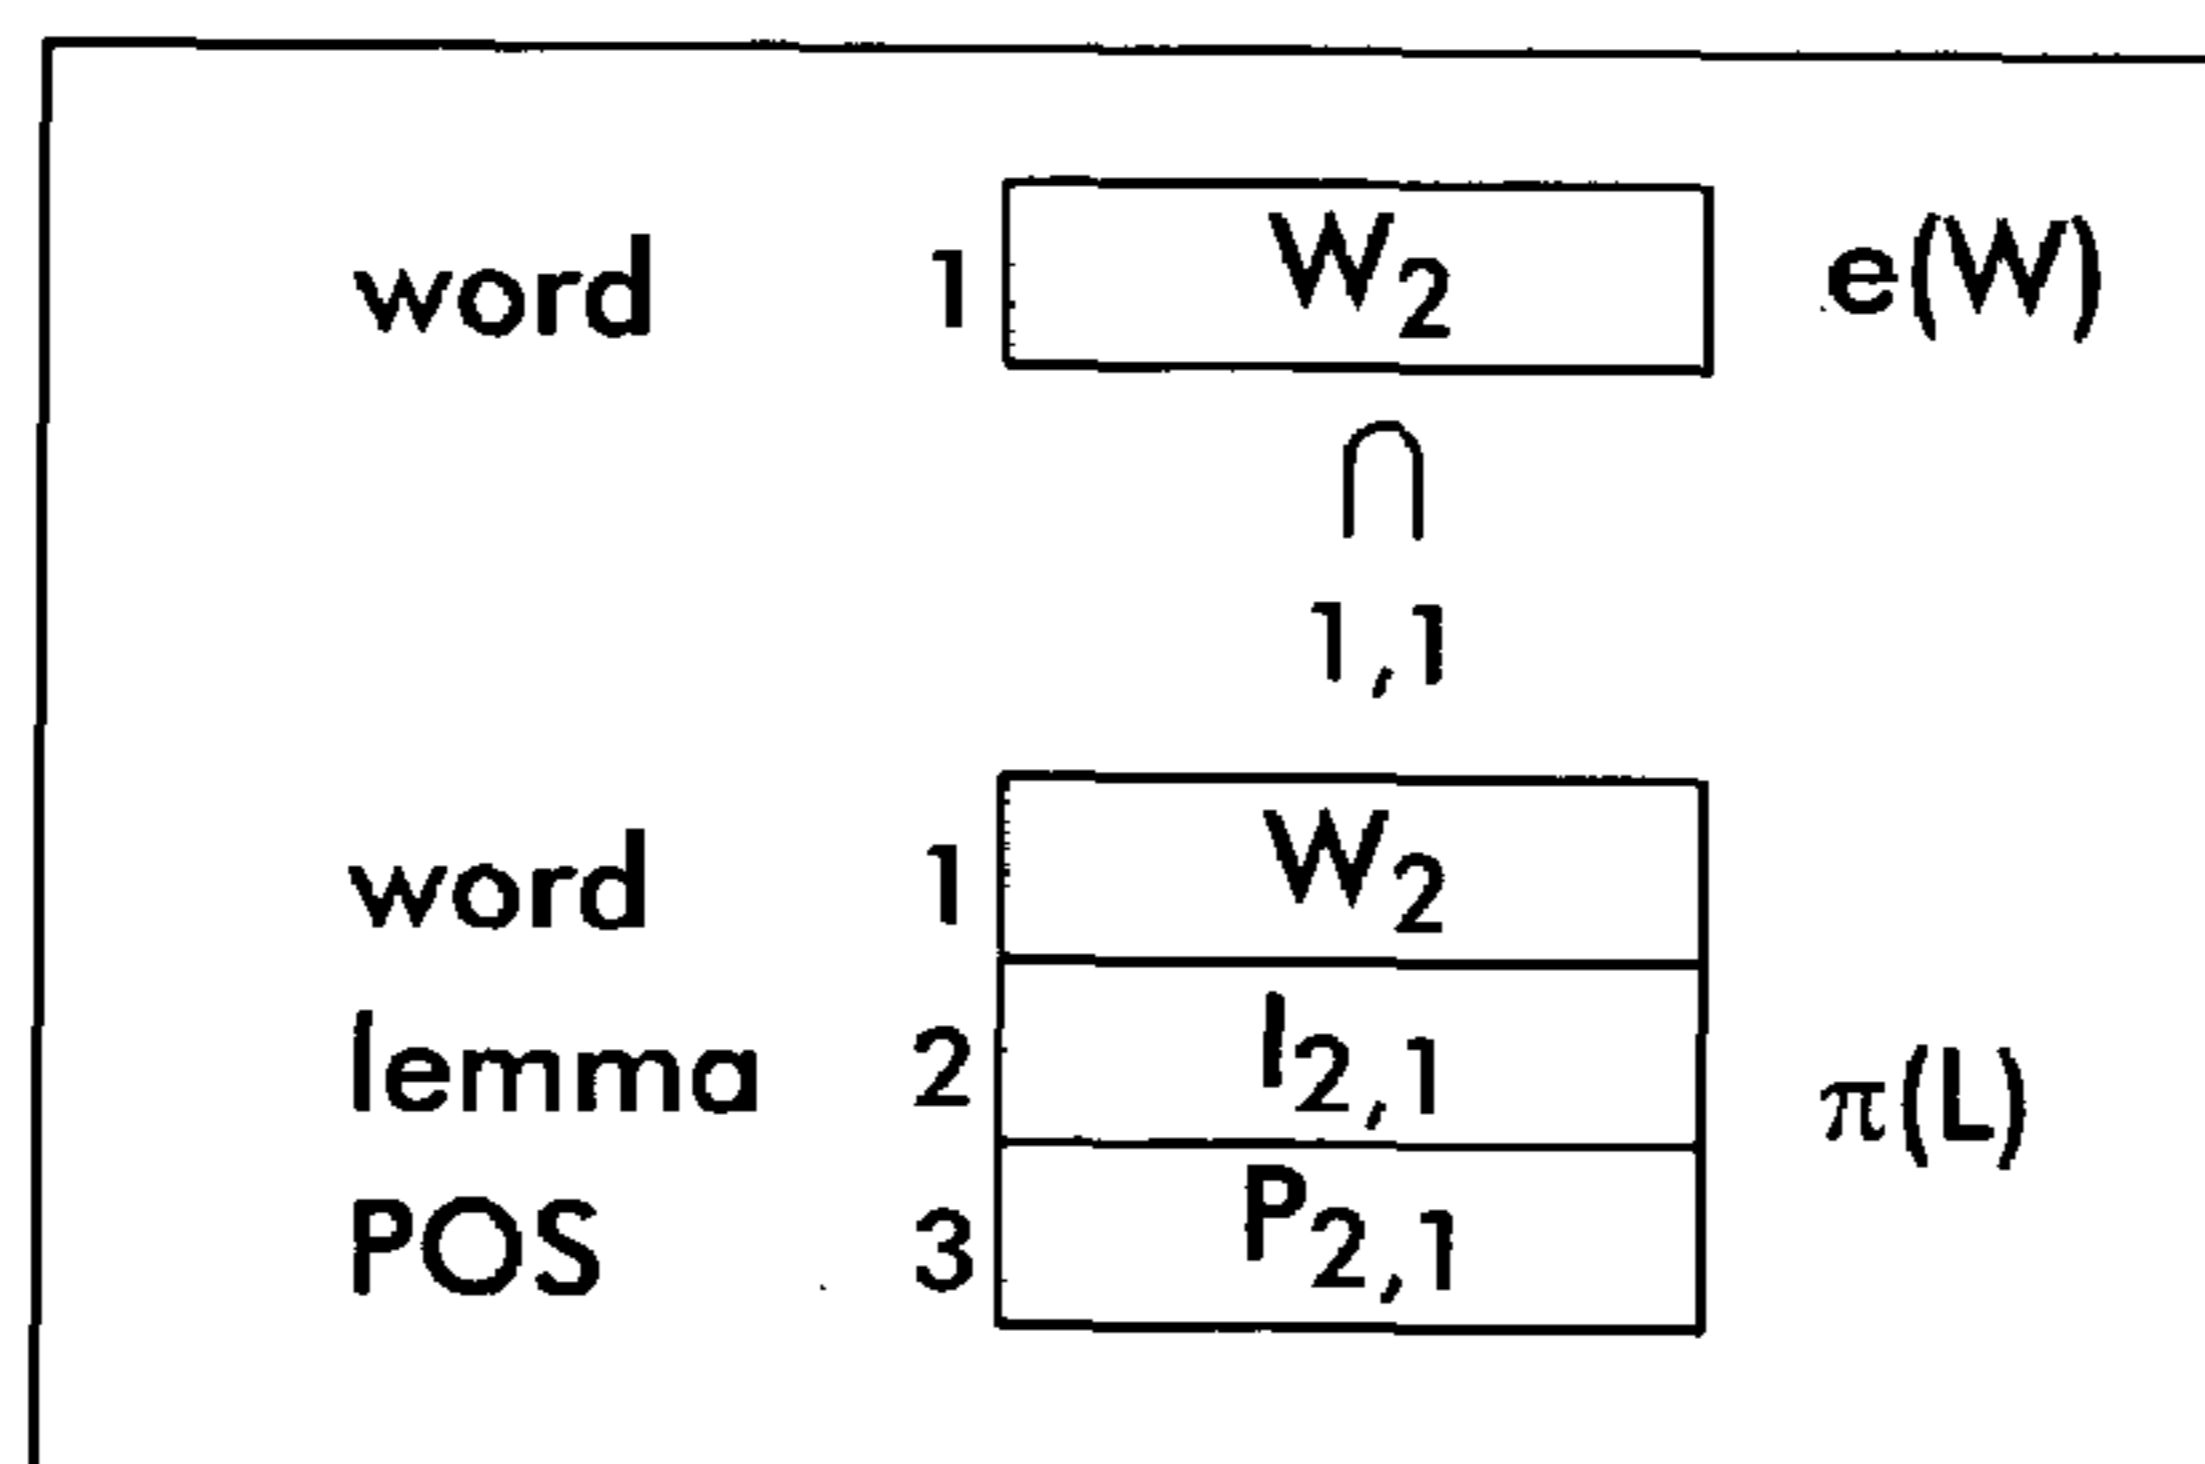 word 1 W2 e(W)
∩
1,1
word 1 W2
lemma 2 l2,1 π(L)
POS 3 P2,1